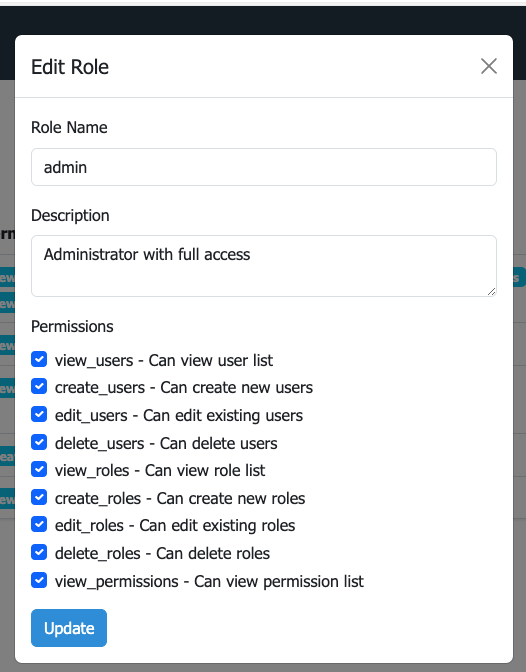 Edit Role
Role Name
admin
Description
Administrator with full access
Permissions
view_users - Can view user list
create_users - Can create new users
edit_users - Can edit existing users
delete_users - Can delete users
view_roles - Can view role list
create_roles - Can create new roles
edit_roles - Can edit existing roles
delete_roles - Can delete roles
view_permissions - Can view permission list
Update